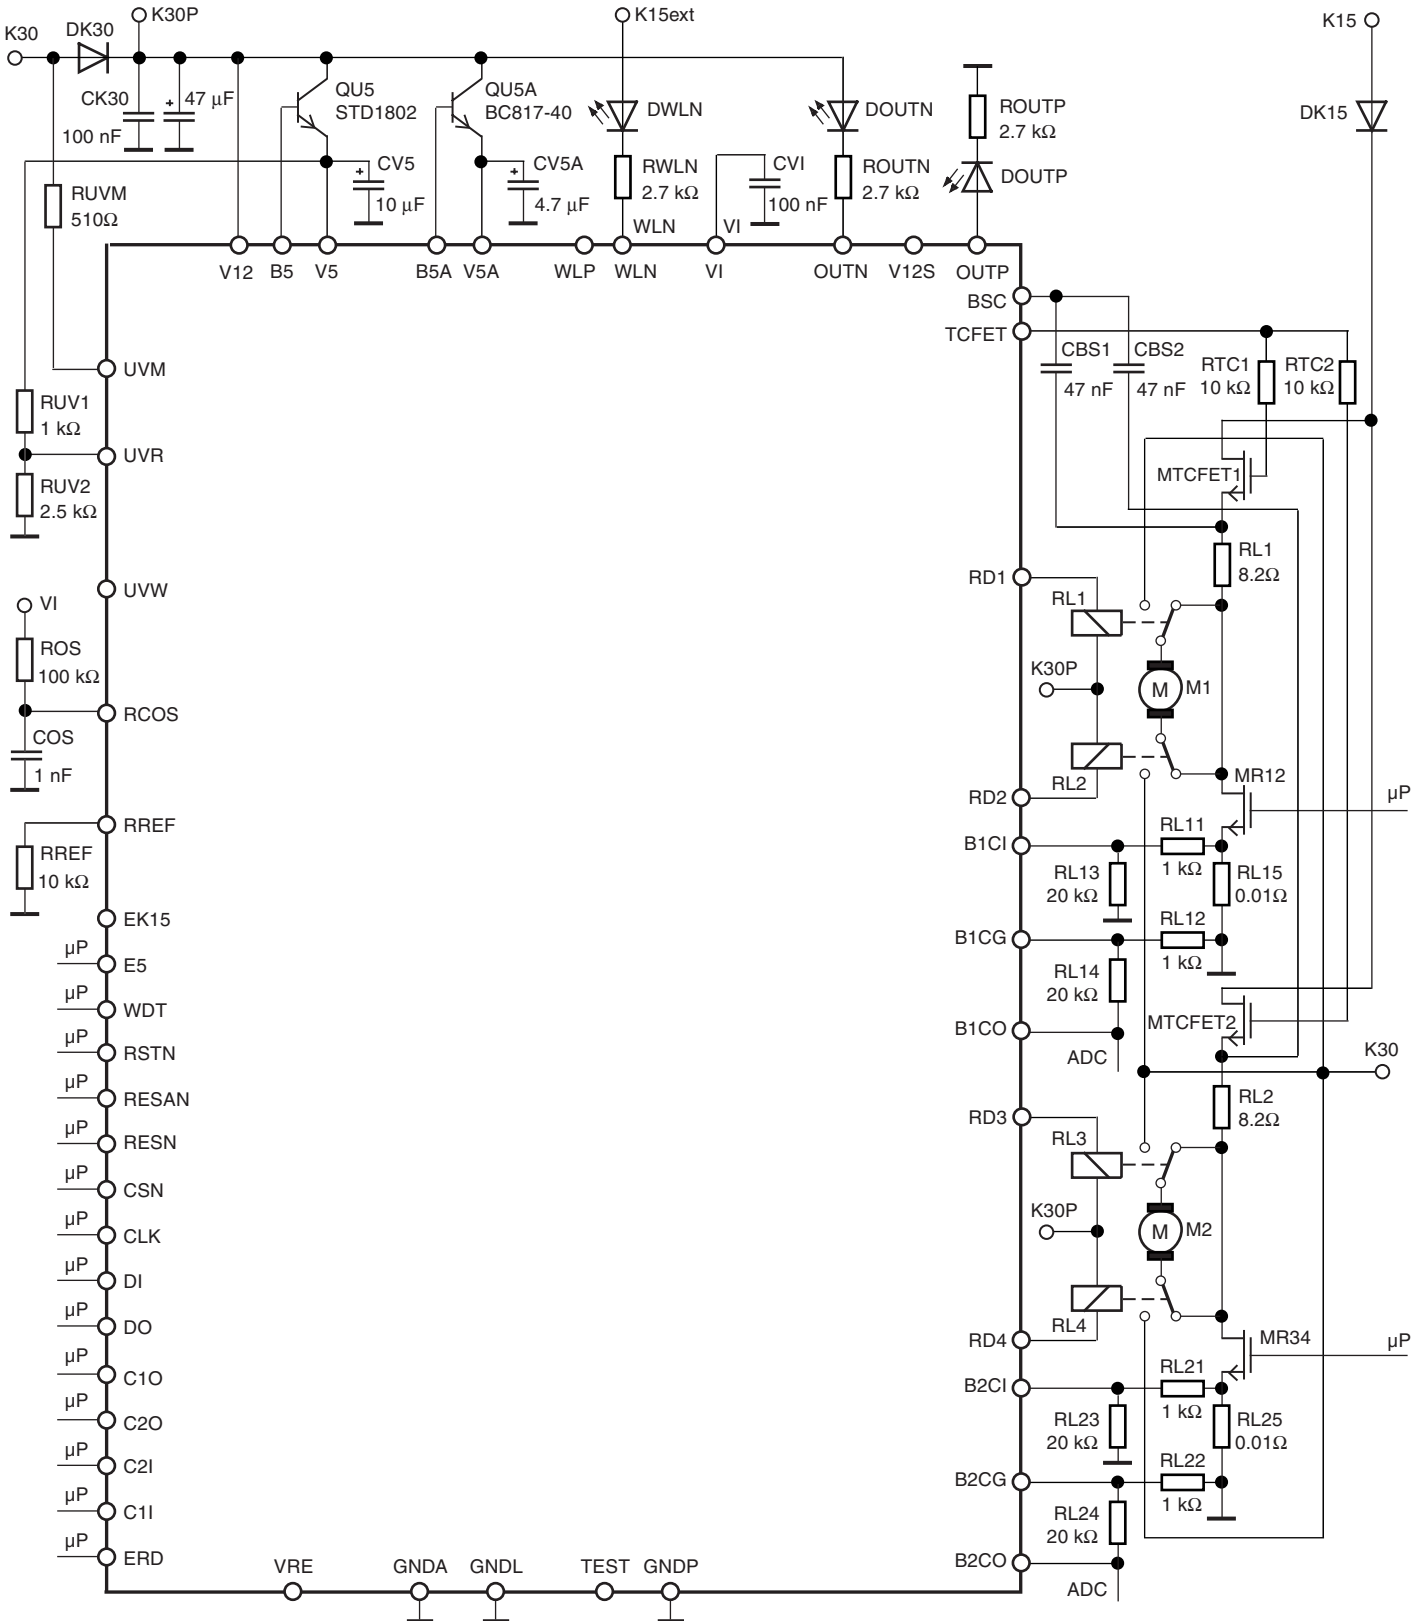 K30
DK30
K30P
K15ext
K15
CK30
100 nF
+
47 µF
QU5
STD1802
QU5A
BC817-40
DWLN
DOUTN
ROUTP
2.7 kΩ
DK15
RUVM
510Ω
+
CV5
10 µF
+
CV5A
4.7 µF
RWLN
2.7 kΩ
CVI
100 nF
ROUTN
2.7 kΩ
DOUTP
WLN
VI
V12
B5
V5
B5A
V5A
WLP
WLN
VI
OUTN
V12S
OUTP
BSC
TCFET
CBS1
47 nF
CBS2
47 nF
RTC1
10 kΩ
RTC2
10 kΩ
UVM
RUV1
1 kΩ
UVR
RUV2
2.5 kΩ
MTCFET1
RL1
8.2Ω
UVW
VI
ROS
100 kΩ
RCOS
COS
1 nF
RD1
RL1
K30P
M
M1
RL2
RD2
MR12
µP
RREF
RREF
10 kΩ
B1CI
RL11
1 kΩ
RL13
20 kΩ
RL15
0.01Ω
EK15
B1CG
RL12
1 kΩ
RL14
20 kΩ
µP
E5
µP
WDT
µP
RSTN
µP
RESAN
µP
RESN
µP
CSN
µP
CLK
µP
DI
µP
DO
µP
C1O
µP
C2O
µP
C2I
µP
C1I
µP
ERD
B1CO
ADC
MTCFET2
K30
RL2
8.2Ω
RD3
RL3
K30P
M
M2
RL4
RD4
MR34
µP
B2CI
RL21
1 kΩ
RL23
20 kΩ
RL25
0.01Ω
B2CG
RL22
1 kΩ
RL24
20 kΩ
B2CO
ADC
VRE
GNDA
GNDL
TEST
GNDP